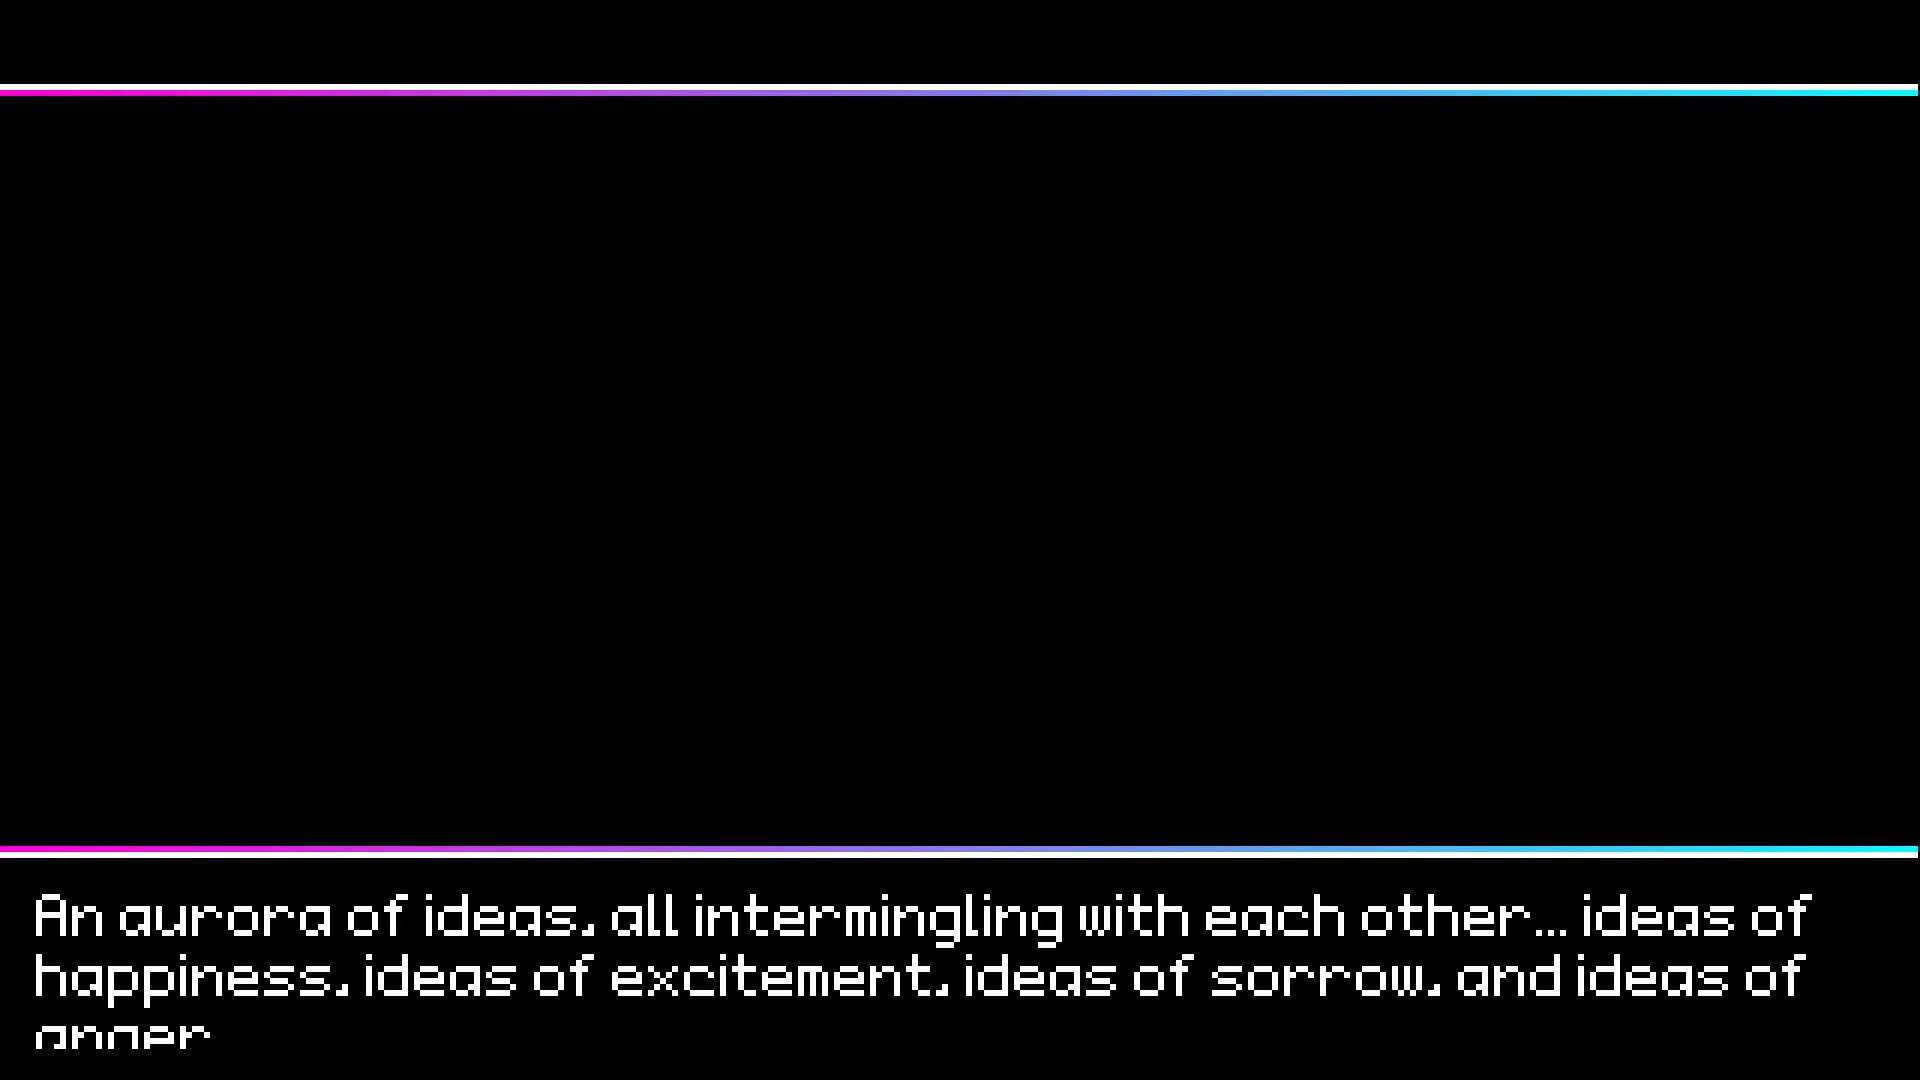 An aurora of ideas, all intermingling with each other... ideas of
happiness, ideas of excitement, ideas of sorrow, and ideas of
anger